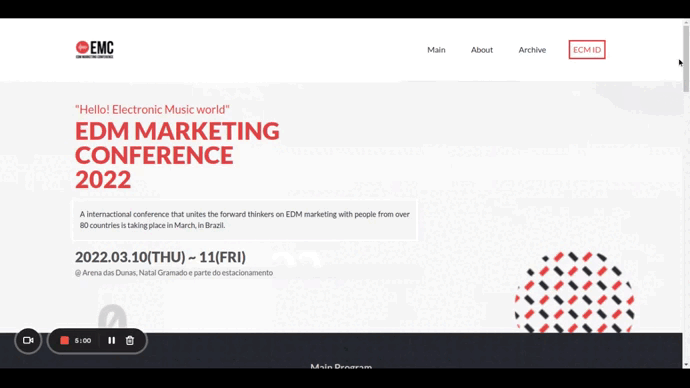 EMC
EDM MARKETING CONFERENCE
Main
About
Archive
ECM ID
"Hello! Electronic Music world"
EDM MARKETING
CONFERENCE
2022
A internactional conference that unites the forward thinkers on EDM marketing with people from over
80 countries is taking place in March, in Brazil.
2022.03.10(THU) ~ 11(FRI)
@ Arena das Dunas, Natal Gramado e parte do estacionamento
5:00
Main Program